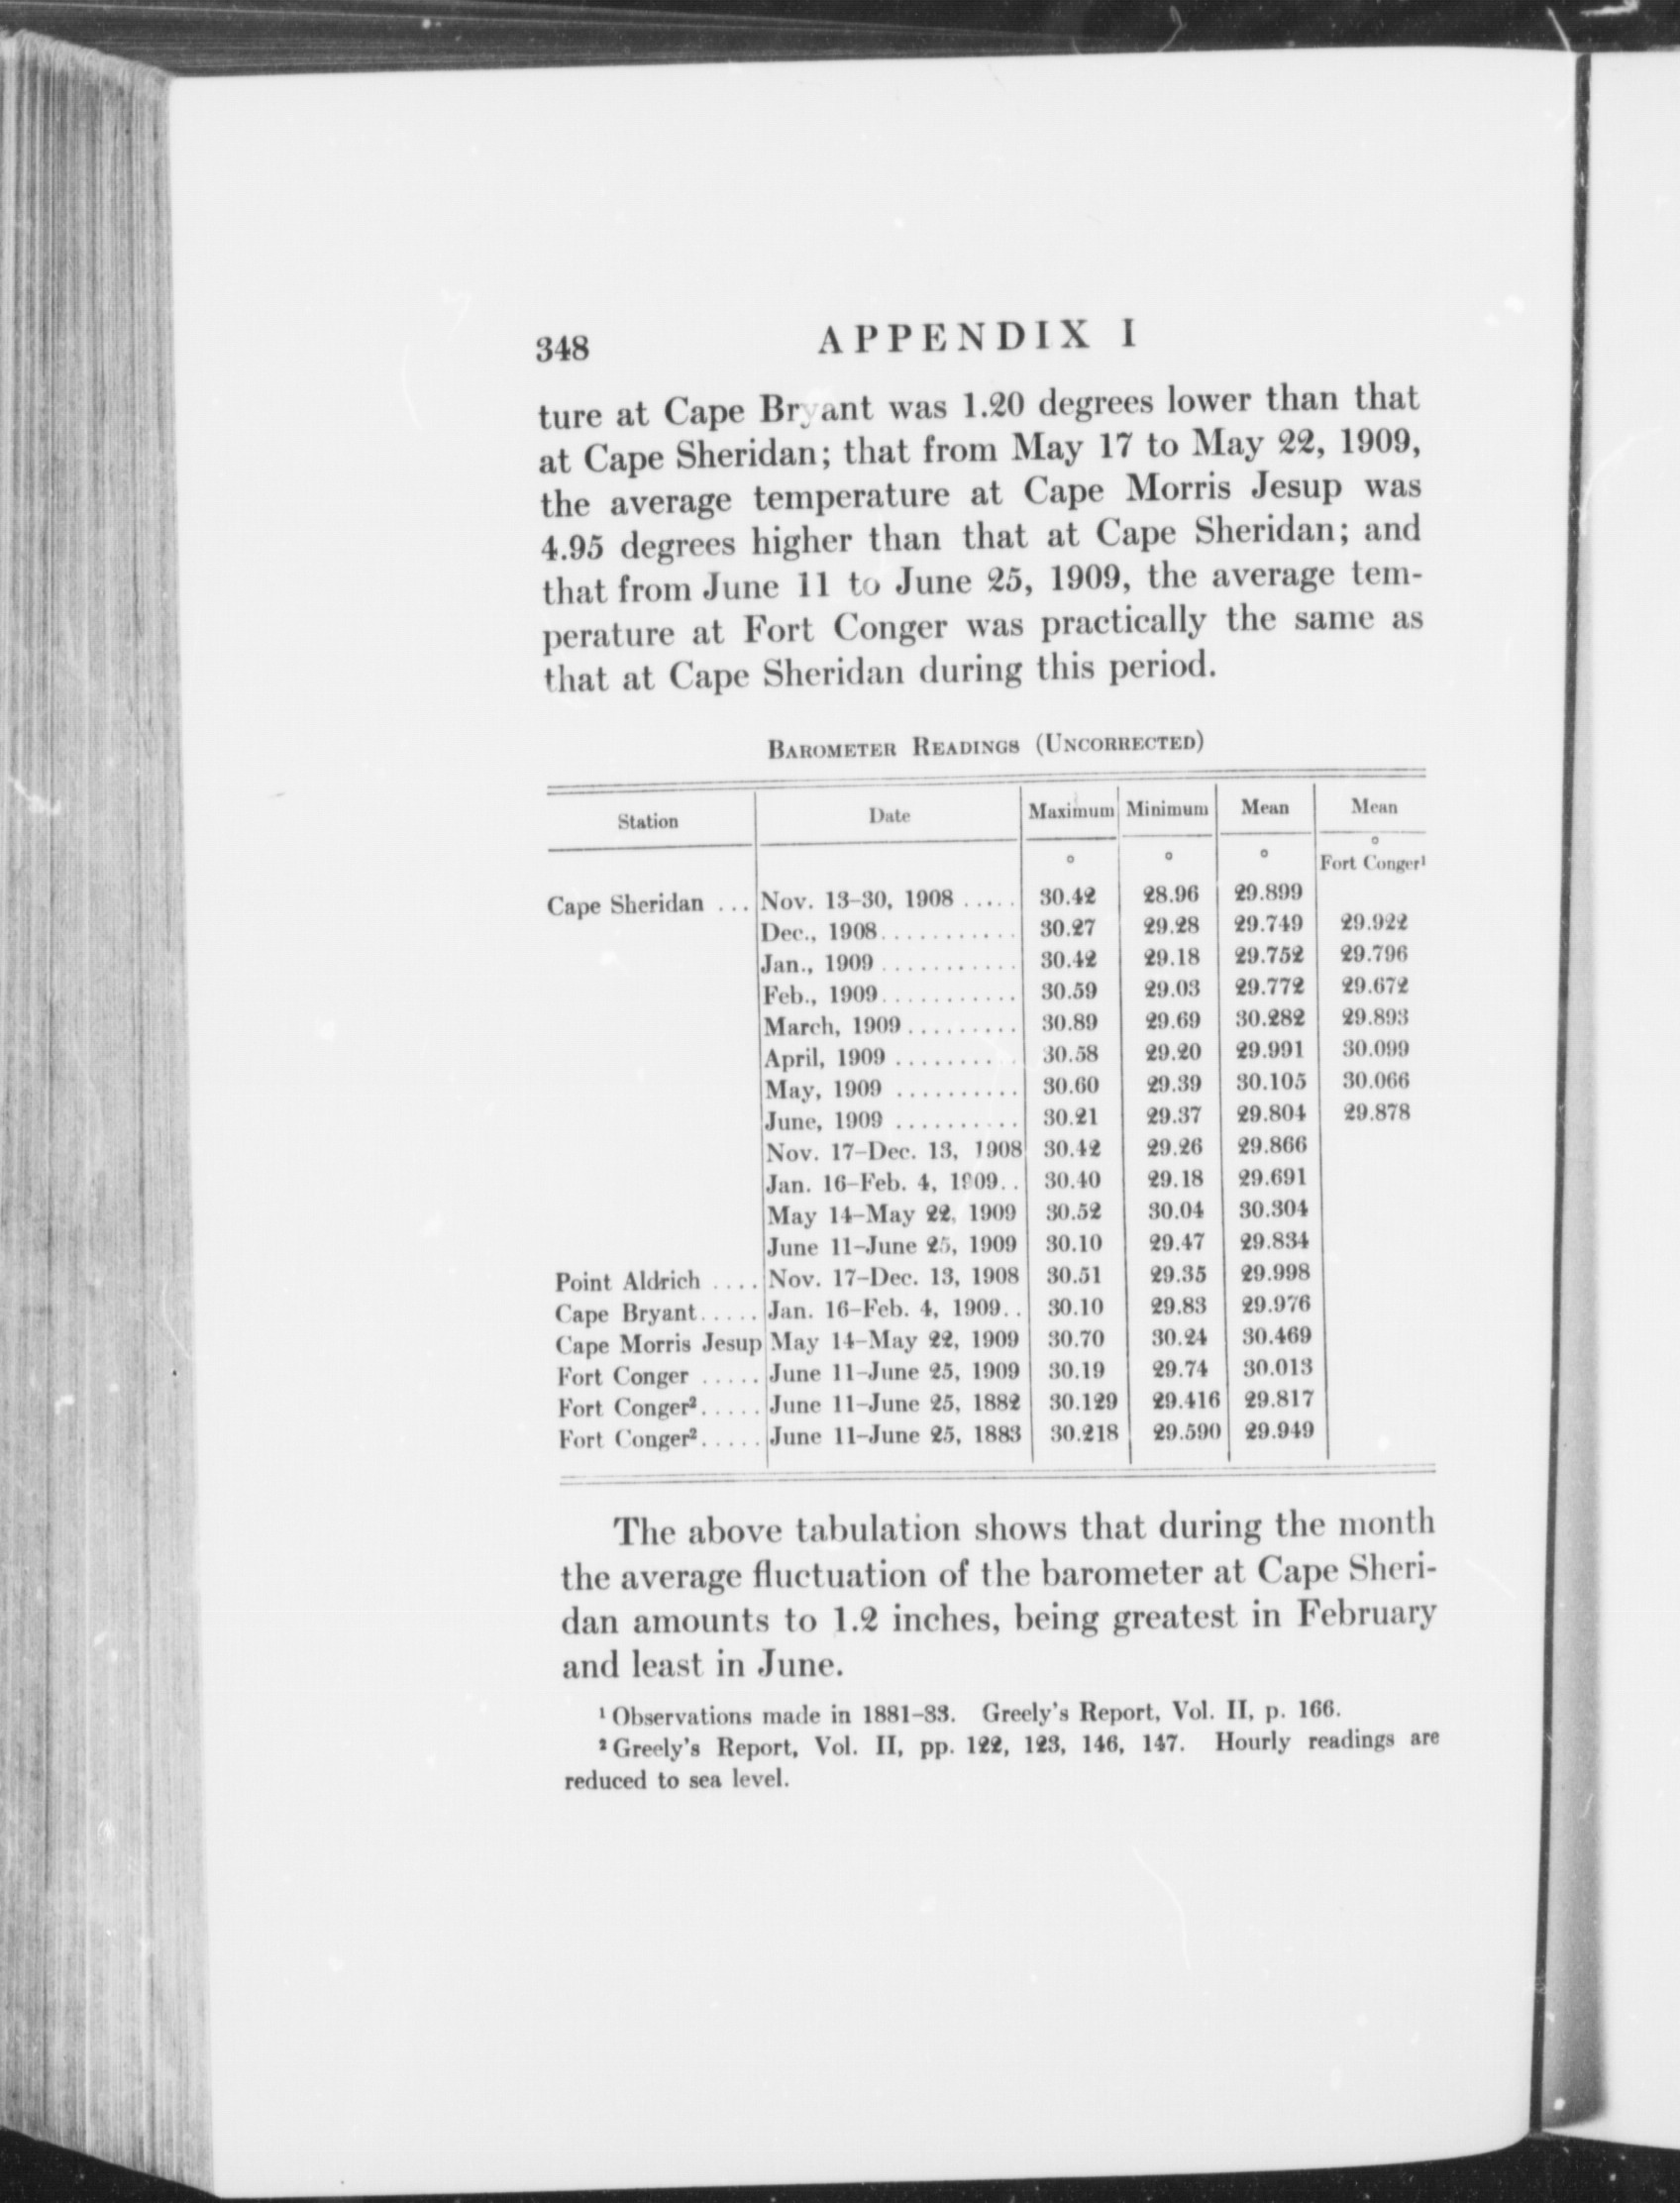 348 APPENDIX I
ture at Cape Bryant was 1.20 degrees lower than that
at Cape Sheridan; that from May 17 to May 22, 1909,
the average temperature at Cape Morris Jesup was
4.95 degrees higher than that at Cape Sheridan; and
that from June 11 to June 25, 1909, the average tem-
perature at Fort Conger was practically the same as
that at Cape Sheridan during this period.
BAROMETER READINGS (UNCORRECTED)
Station Date Maximum Minimum Mean Mean
° ° ° °
Fort Conger¹
Cape Sheridan ... Nov. 13–30, 1908 ..... 30.42 28.96 29.899
Dec., 1908........... 30.27 29.28 29.749 29.922
Jan., 1909........... 30.42 29.18 29.752 29.796
Feb., 1909........... 30.59 29.03 29.772 29.672
March, 1909......... 30.89 29.69 30.282 29.893
April, 1909 .......... 30.58 29.20 29.991 30.099
May, 1909 .......... 30.60 29.39 30.105 30.066
June, 1909 .......... 30.21 29.37 29.804 29.878
Nov. 17–Dec. 13, 1908 30.42 29.26 29.866
Jan. 16–Feb. 4, 1909.. 30.40 29.18 29.691
May 14–May 22, 1909 30.52 30.04 30.304
June 11–June 25, 1909 30.10 29.47 29.834
Point Aldrich .... Nov. 17–Dec. 13, 1908 30.51 29.35 29.998
Cape Bryant..... Jan. 16–Feb. 4, 1909.. 30.10 29.83 29.976
Cape Morris Jesup May 14–May 22, 1909 30.70 30.24 30.469
Fort Conger ..... June 11–June 25, 1909 30.19 29.74 30.013
Fort Conger²..... June 11–June 25, 1882 30.129 29.416 29.817
Fort Conger²..... June 11–June 25, 1883 30.218 29.590 29.949
The above tabulation shows that during the month
the average fluctuation of the barometer at Cape Sheri-
dan amounts to 1.2 inches, being greatest in February
and least in June.
¹ Observations made in 1881–83. Greely's Report, Vol. II, p. 166.
² Greely's Report, Vol. II, pp. 122, 123, 146, 147. Hourly readings are
reduced to sea level.